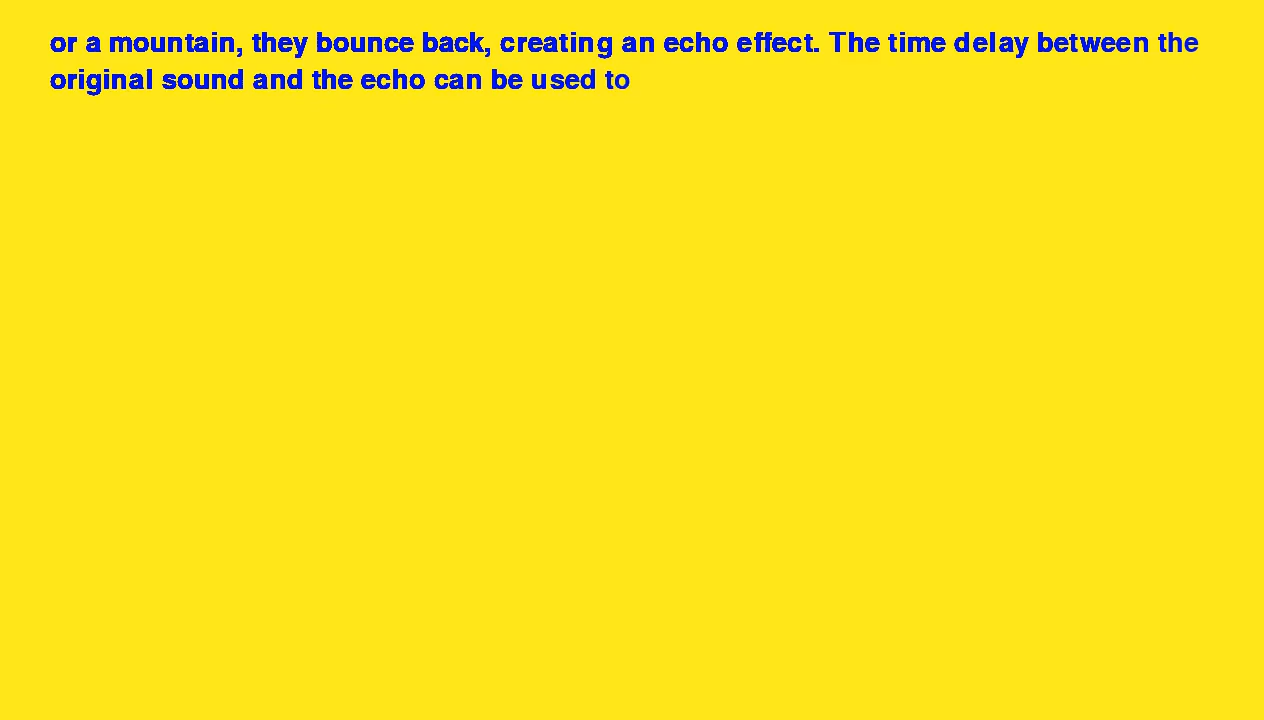 or a mountain, they bounce back, creating an echo effect. The time delay between the
original sound and the echo can be used to